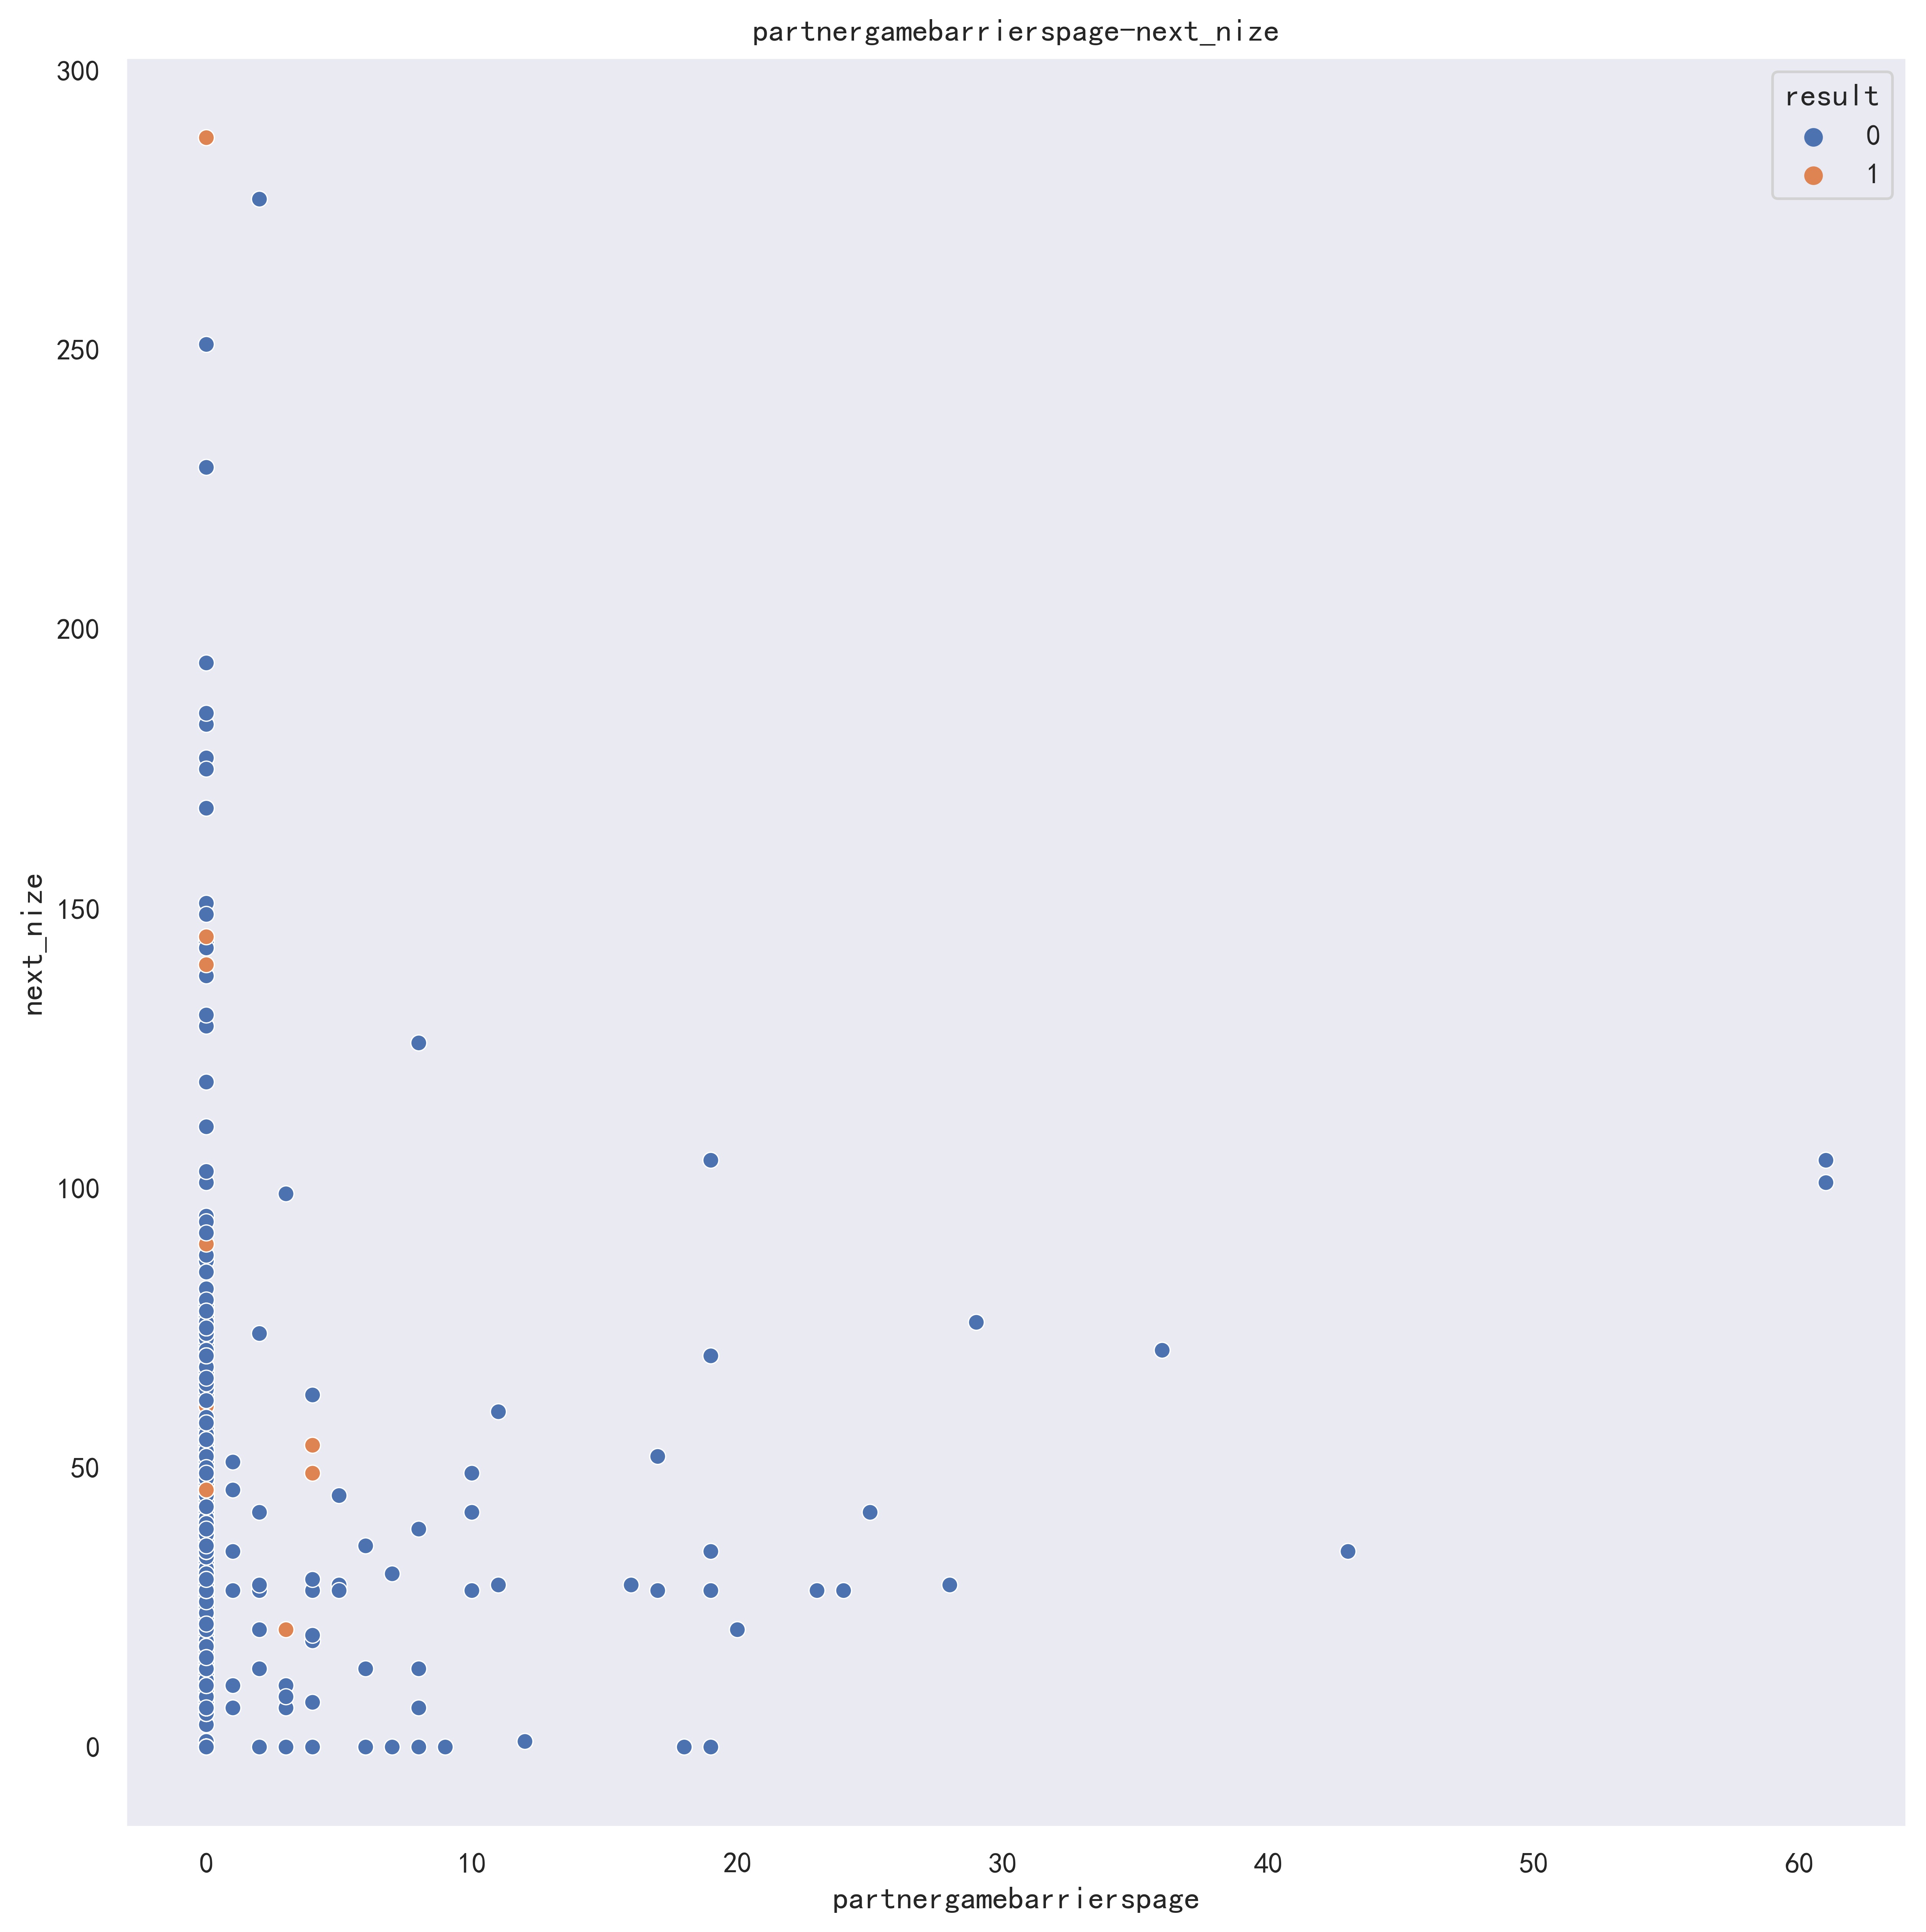 partnergamebarrierspage-next_nize
result
0
1
300
250
200
150
100
50
0
next_nize
0 10 20 30 40 50 60
partnergamebarrierspage